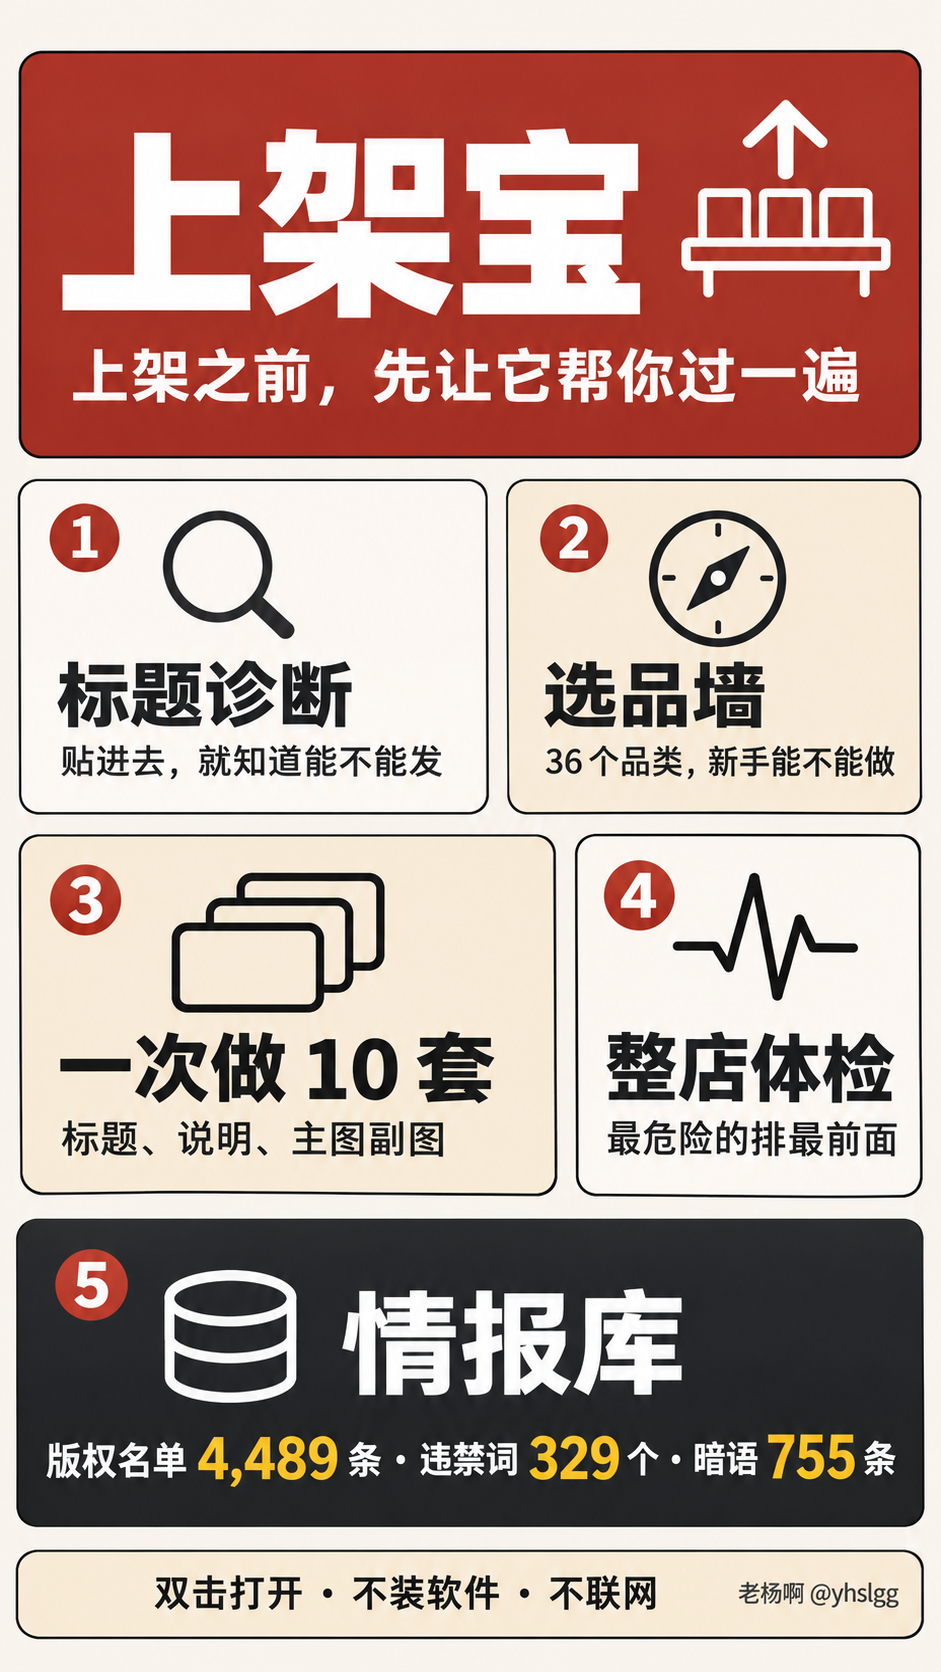 上架宝
上架之前，先让它帮你过一遍
1
标题诊断
贴进去，就知道能不能发
2
选品墙
36个品类，新手能不能做
3
一次做 10 套
标题、说明、主图副图
4
整店体检
最危险的排最前面
5
情报库
版权名单 4,489 条·违禁词 329 个·暗语 755 条
双击打开 · 不装软件 · 不联网
老杨啊 @yhslgg